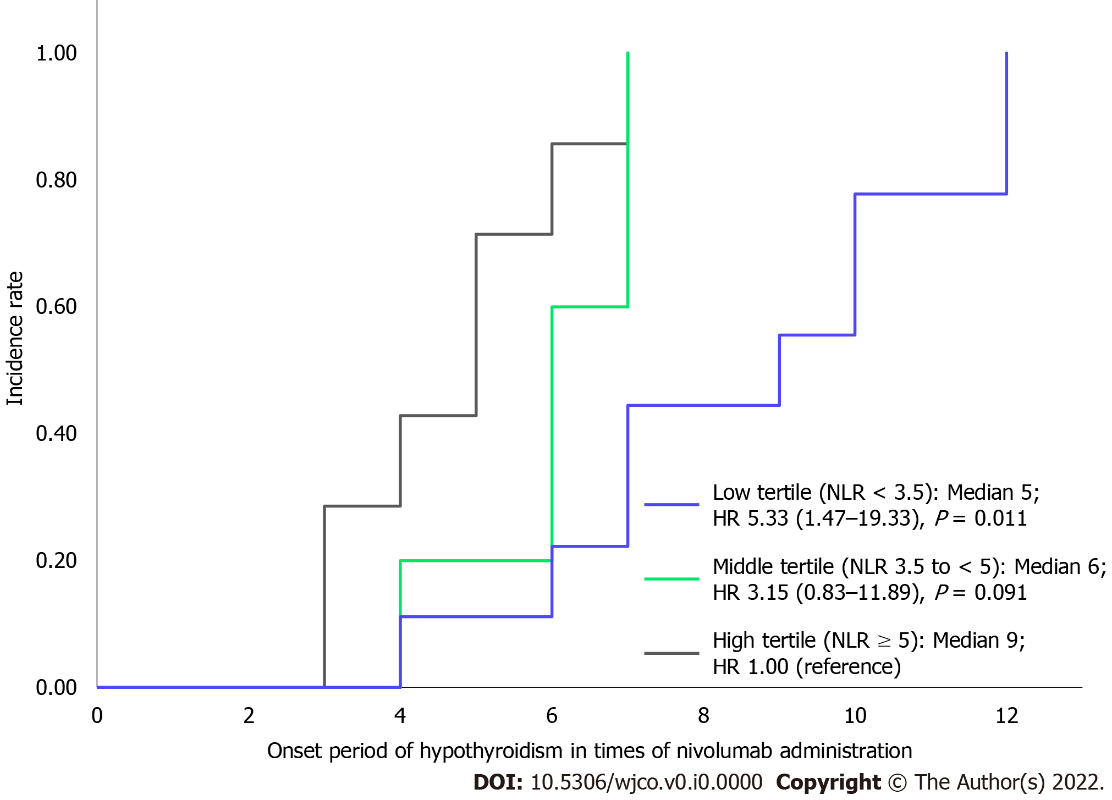 1.00
0.80
0.60
0.40
0.20
0.00
Incidence rate
Low tertile (NLR < 3.5): Median 5;
HR 5.33 (1.47–19.33), P = 0.011
Middle tertile (NLR 3.5 to < 5): Median 6;
HR 3.15 (0.83–11.89), P = 0.091
High tertile (NLR ≥ 5): Median 9;
HR 1.00 (reference)
0 2 4 6 8 10 12
Onset period of hypothyroidism in times of nivolumab administration
DOI: 10.5306/wjco.v0.i0.0000 Copyright © The Author(s) 2022.